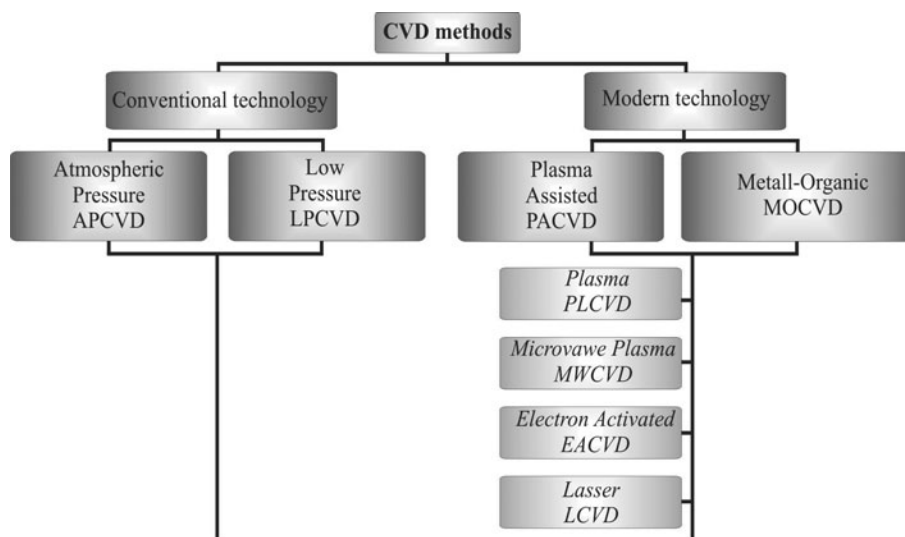 CVD methods
Conventional technology
Modern technology
Atmospheric
Pressure
APCVD
Low
Pressure
LPCVD
Plasma
Assisted
PACVD
Metall-Organic
MOCVD
Plasma
PLCVD
Microvawe Plasma
MWCVD
Electron Activated
EACVD
Lasser
LCVD